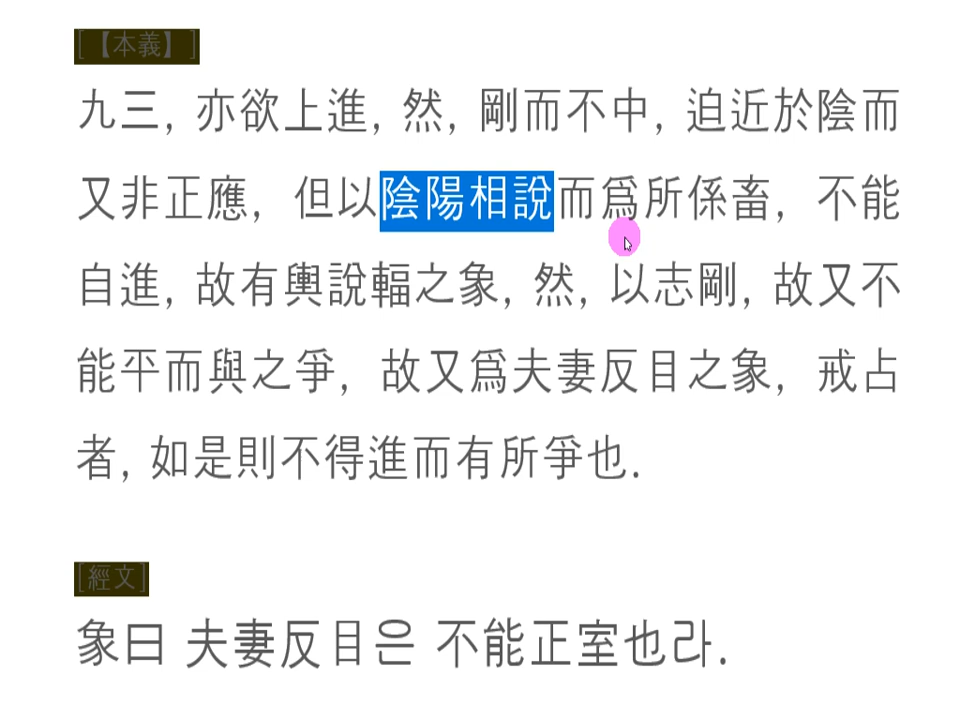 [【本義】]
九三, 亦欲上進, 然, 剛而不中, 迫近於陰而
又非正應, 但以陰陽相說而爲所係畜, 不能
自進, 故有輿說輻之象, 然, 以志剛, 故又不
能平而與之爭, 故又爲夫妻反目之象, 戒占
者, 如是則不得進而有所爭也.
[經文]
象曰 夫妻反目은 不能正室也라.